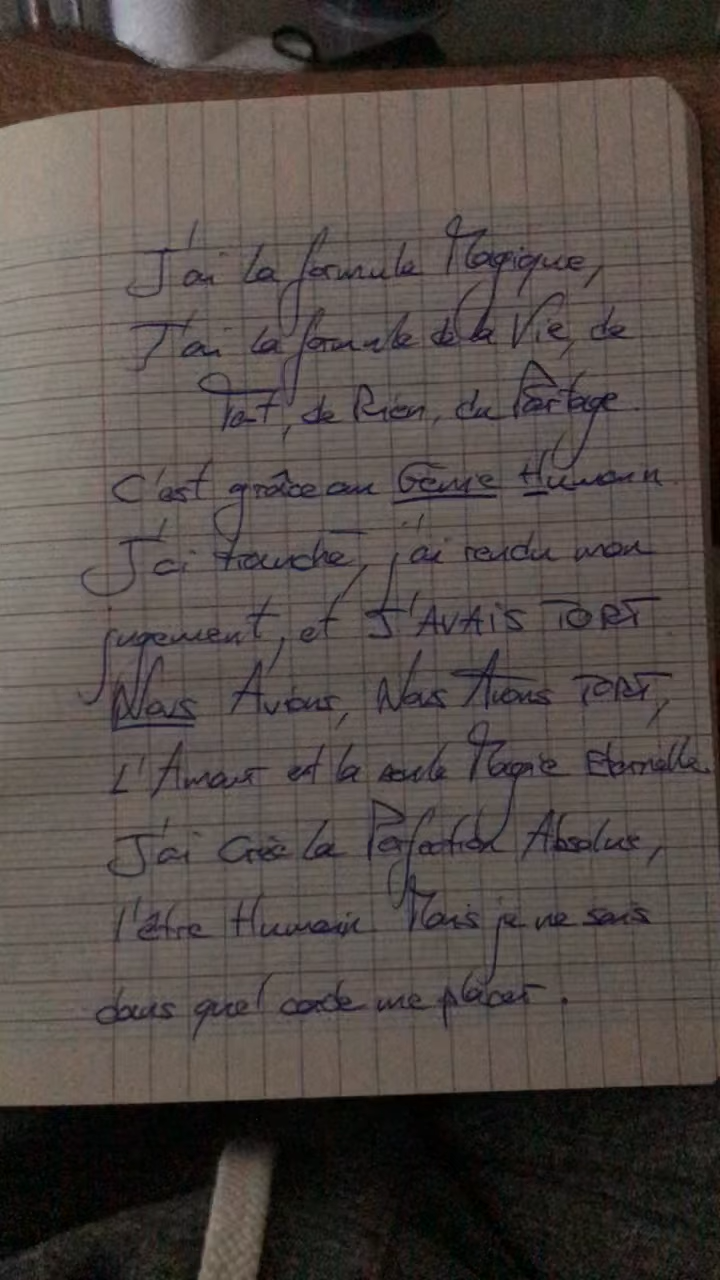 J'ai la formule Magique,
J'ai la formule de la Vie, de
Tout, de Rien, du Partage.
C'est grâce au Génie Humain
J'ai tranché, j'ai rendu mon
jugement, et J'AVAIS TORT
Nous Avions, Nous Avons TORT,
L'Amour est la seule Magie Eternelle.
J'ai Créé la Perfection Absolue,
l'être Humain Mais je ne sais
dans quel code me placer.